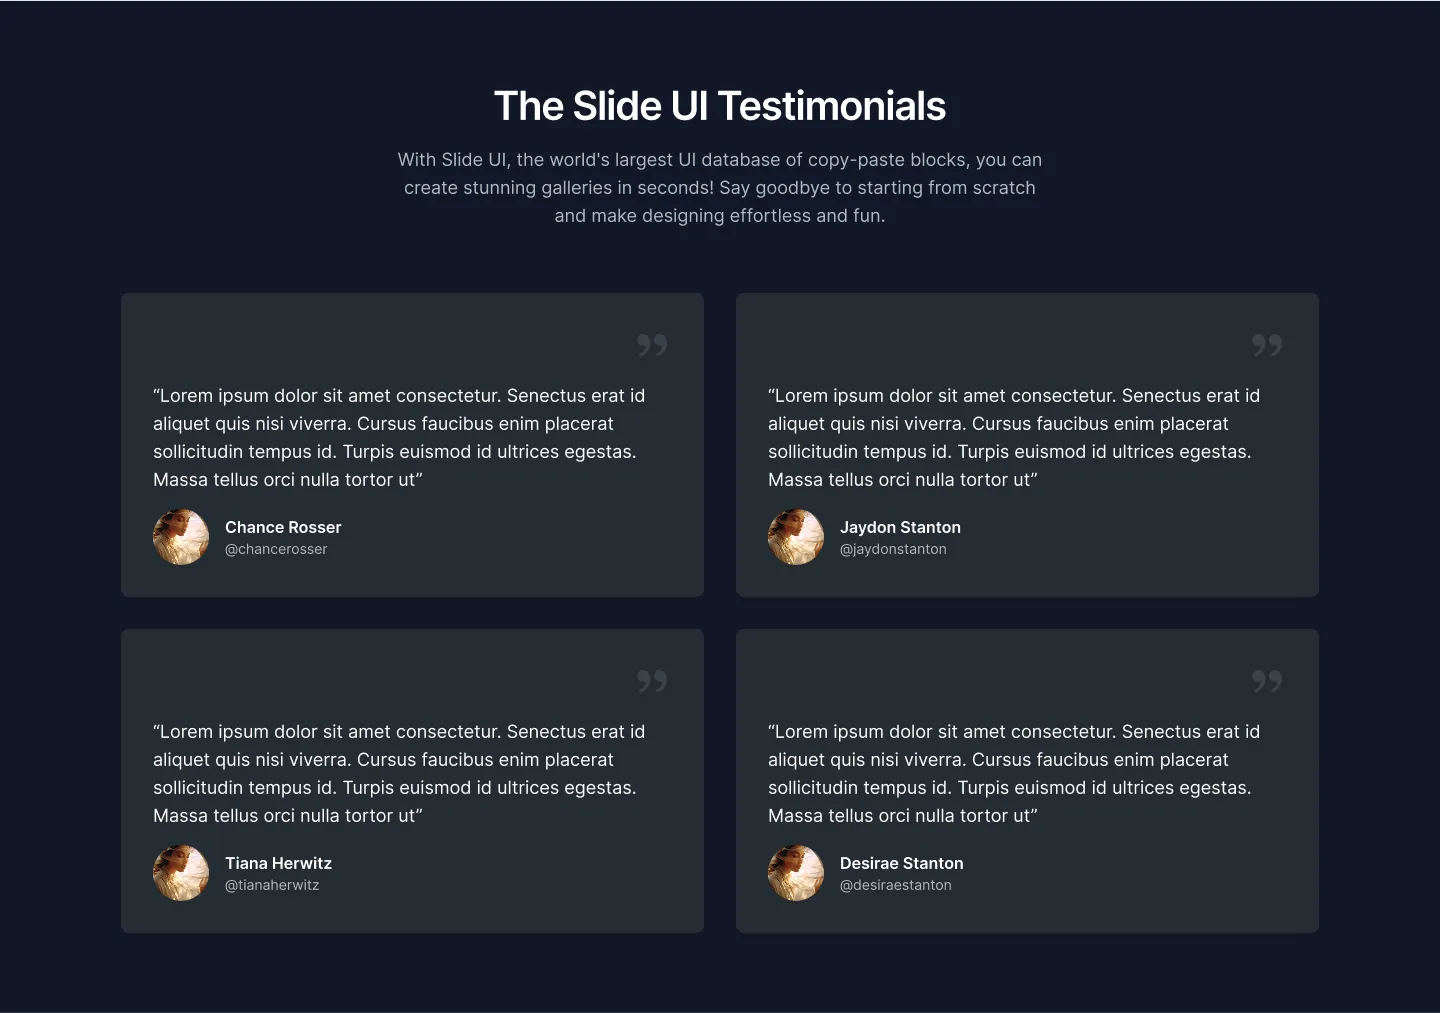 The Slide UI Testimonials
With Slide UI, the world's largest UI database of copy-paste blocks, you can
create stunning galleries in seconds! Say goodbye to starting from scratch
and make designing effortless and fun.
”
“Lorem ipsum dolor sit amet consectetur. Senectus erat id
aliquet quis nisi viverra. Cursus faucibus enim placerat
sollicitudin tempus id. Turpis euismod id ultrices egestas.
Massa tellus orci nulla tortor ut”
Chance Rosser
@chancerosser
”
“Lorem ipsum dolor sit amet consectetur. Senectus erat id
aliquet quis nisi viverra. Cursus faucibus enim placerat
sollicitudin tempus id. Turpis euismod id ultrices egestas.
Massa tellus orci nulla tortor ut”
Jaydon Stanton
@jaydonstanton
”
“Lorem ipsum dolor sit amet consectetur. Senectus erat id
aliquet quis nisi viverra. Cursus faucibus enim placerat
sollicitudin tempus id. Turpis euismod id ultrices egestas.
Massa tellus orci nulla tortor ut”
Tiana Herwitz
@tianaherwitz
”
“Lorem ipsum dolor sit amet consectetur. Senectus erat id
aliquet quis nisi viverra. Cursus faucibus enim placerat
sollicitudin tempus id. Turpis euismod id ultrices egestas.
Massa tellus orci nulla tortor ut”
Desirae Stanton
@desiraestanton